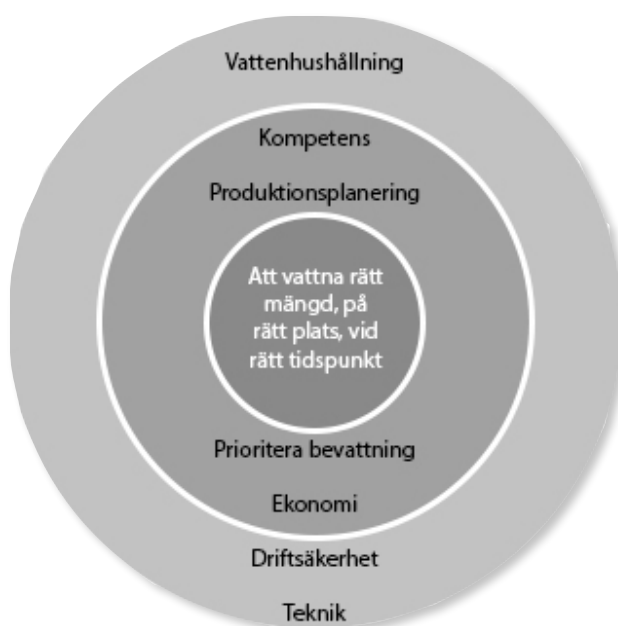 Vattenhushållning
Kompetens
Produktionsplanering
Att vattna rätt
mängd, på
rätt plats, vid
rätt tidspunkt
Prioritera bevattning
Ekonomi
Driftsäkerhet
Teknik